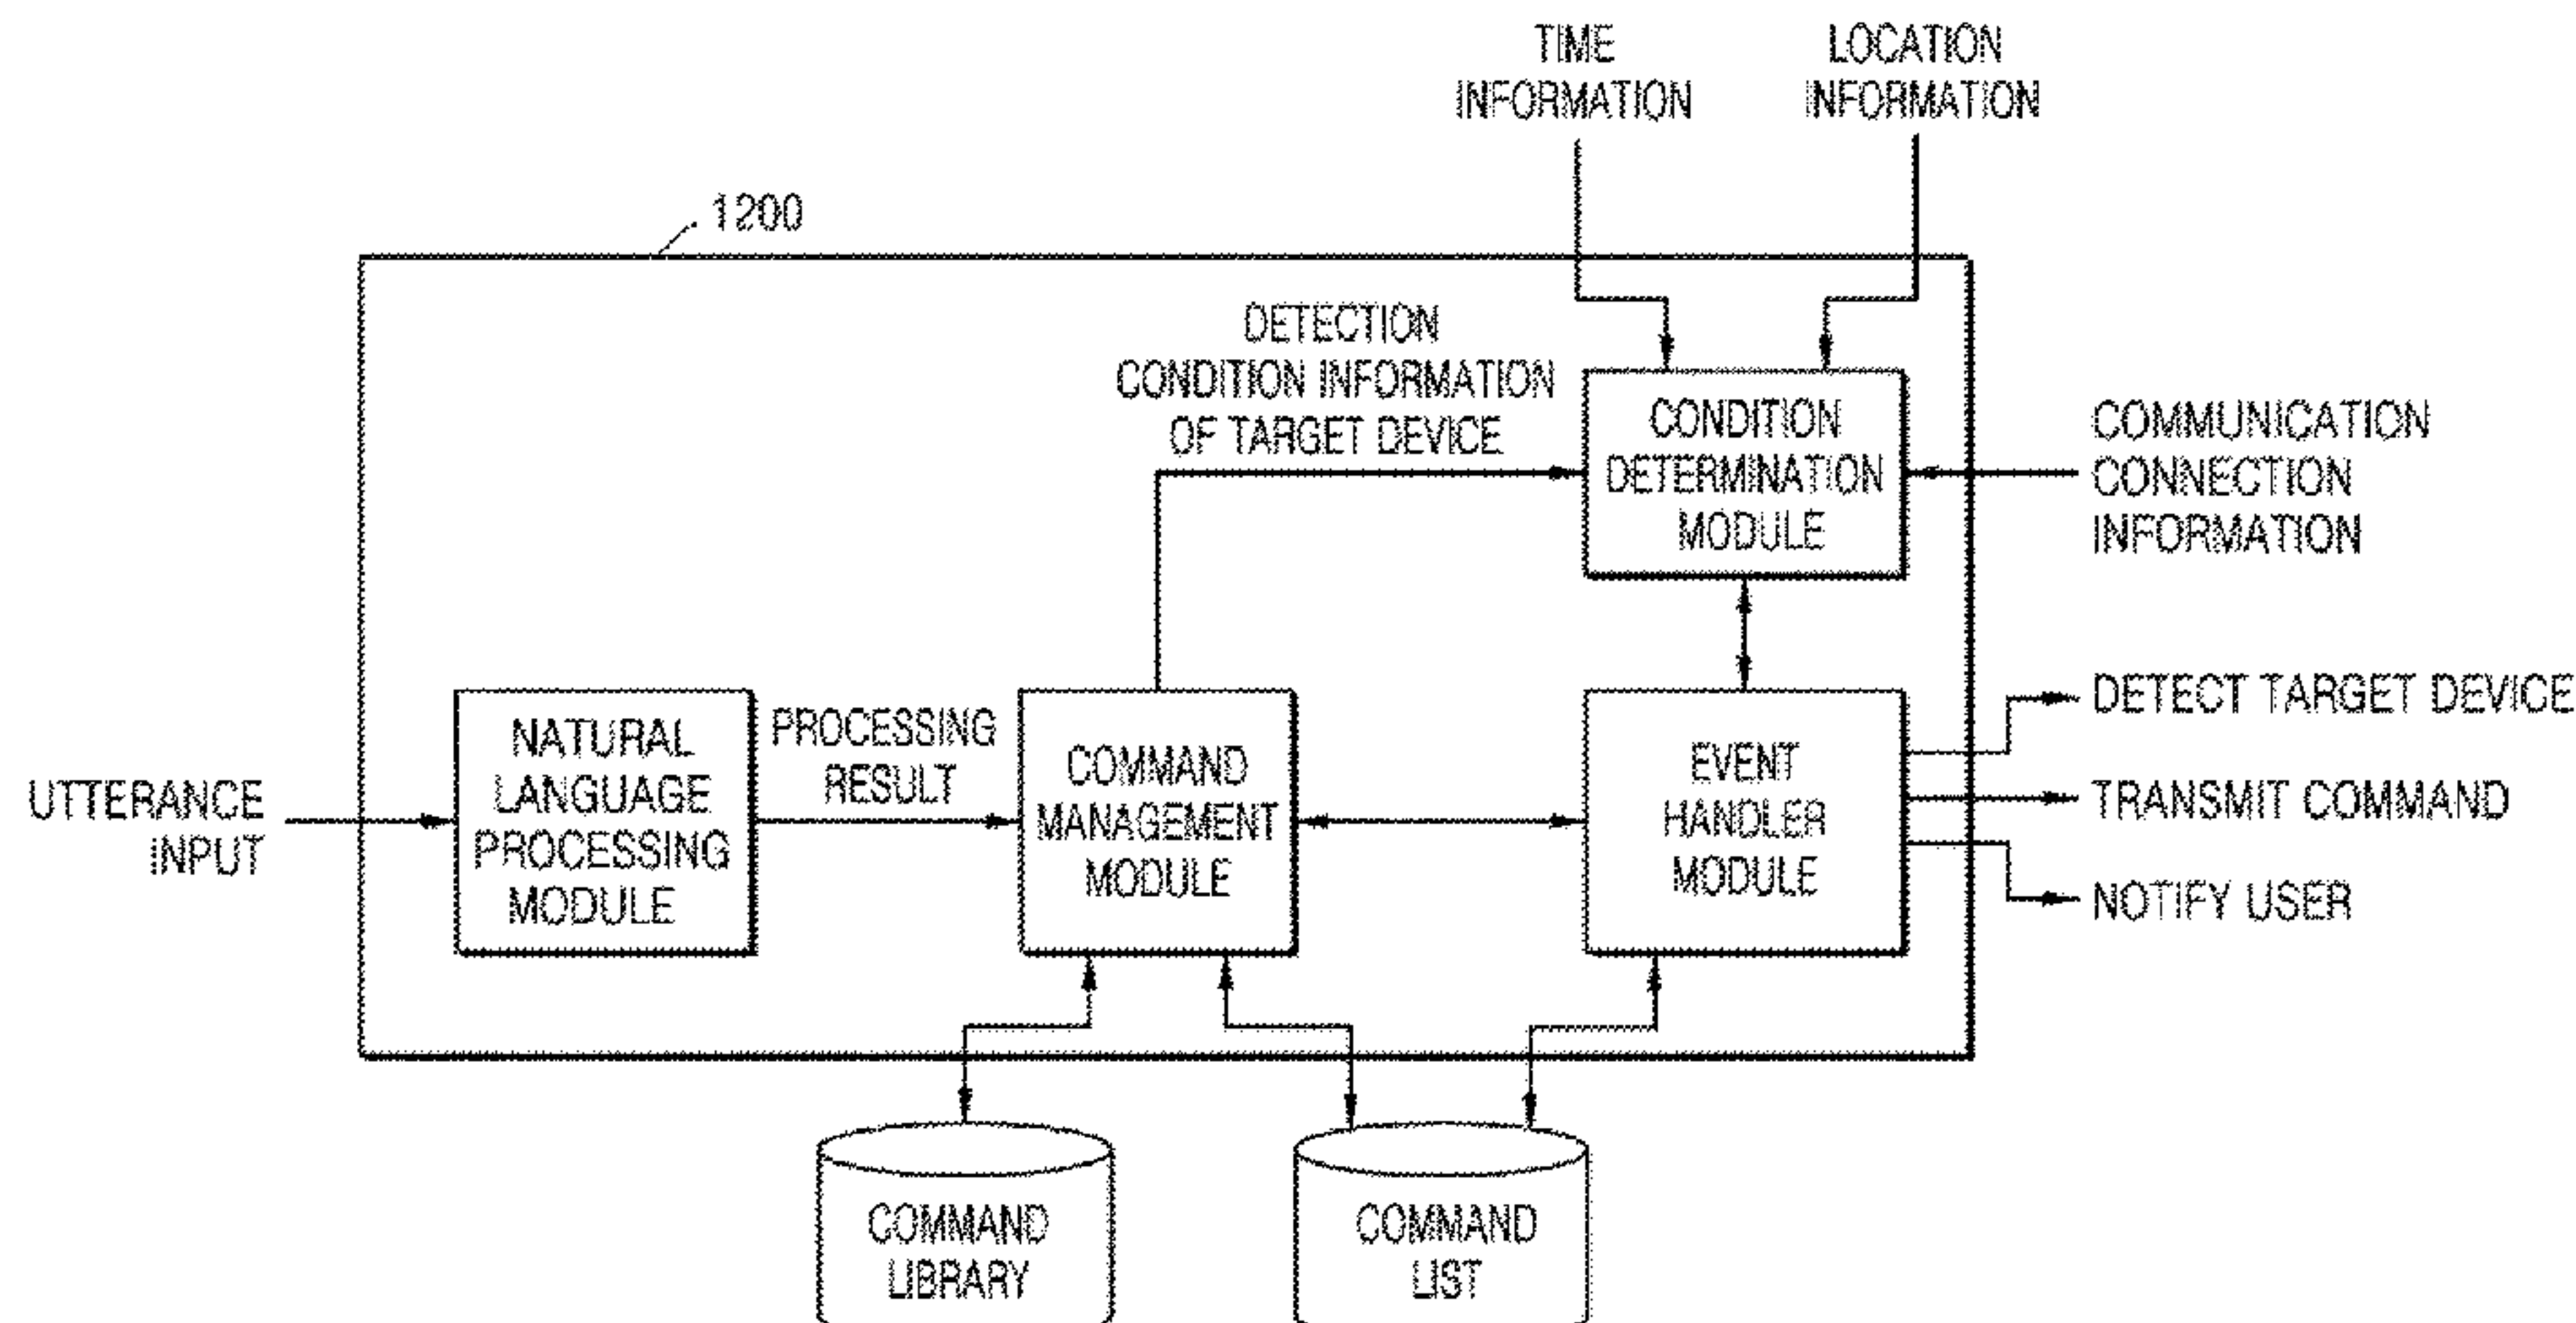 TIME
INFORMATION
LOCATION
INFORMATION
1200
DETECTION
CONDITION INFORMATION
OF TARGET DEVICE
CONDITION
DETERMINATION
MODULE
COMMUNICATION
CONNECTION
INFORMATION
UTTERANCE
INPUT
NATURAL
LANGUAGE
PROCESSING
MODULE
PROCESSING
RESULT
COMMAND
MANAGEMENT
MODULE
EVENT
HANDLER
MODULE
DETECT TARGET DEVICE
TRANSMIT COMMAND
NOTIFY USER
COMMAND
LIBRARY
COMMAND
LIST